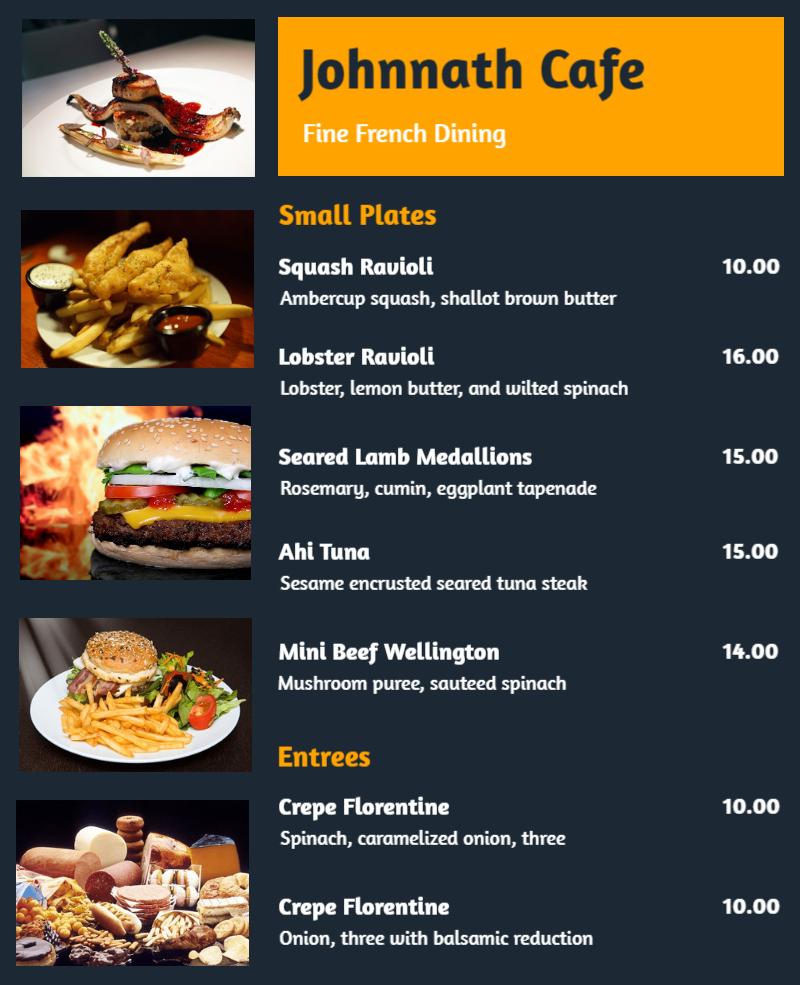 Johnnath Cafe
Fine French Dining
Small Plates
Squash Ravioli 10.00
Ambercup squash, shallot brown butter
Lobster Ravioli 16.00
Lobster, lemon butter, and wilted spinach
Seared Lamb Medallions 15.00
Rosemary, cumin, eggplant tapenade
Ahi Tuna 15.00
Sesame encrusted seared tuna steak
Mini Beef Wellington 14.00
Mushroom puree, sauteed spinach
Entrees
Crepe Florentine 10.00
Spinach, caramelized onion, three
Crepe Florentine 10.00
Onion, three with balsamic reduction